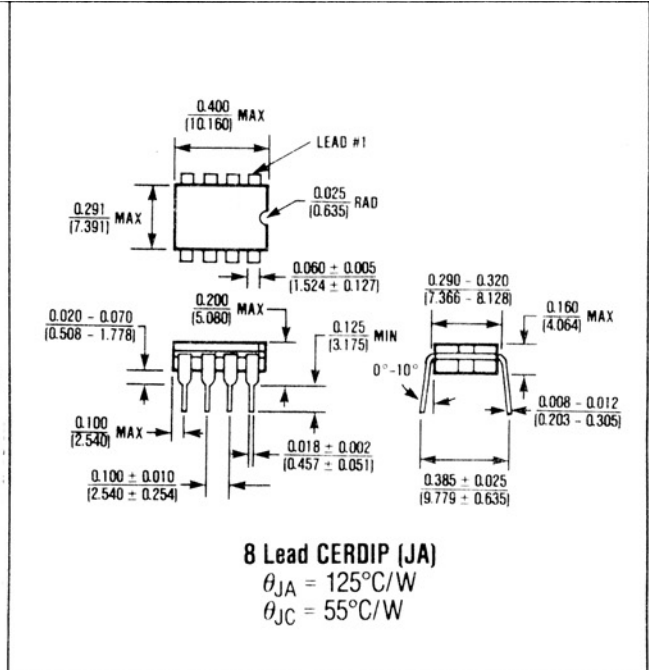 0.400
(10.160) MAX
LEAD #1
0.025
(0.635) RAD
0.291
(7.391) MAX
0.060 ± 0.005
(1.524 ± 0.127)
0.290 - 0.320
(7.366 - 8.128)
0.200
(5.080) MAX
0.160
(4.064) MAX
0.020 - 0.070
(0.508 - 1.778)
0.125
(3.175) MIN
0°-10°
0.008 - 0.012
(0.203 - 0.305)
0.100
(2.540) MAX
0.018 ± 0.002
(0.457 ± 0.051)
0.100 ± 0.010
(2.540 ± 0.254)
0.385 ± 0.025
(9.779 ± 0.635)
8 Lead CERDIP (JA)
θJA = 125°C/W
θJC = 55°C/W